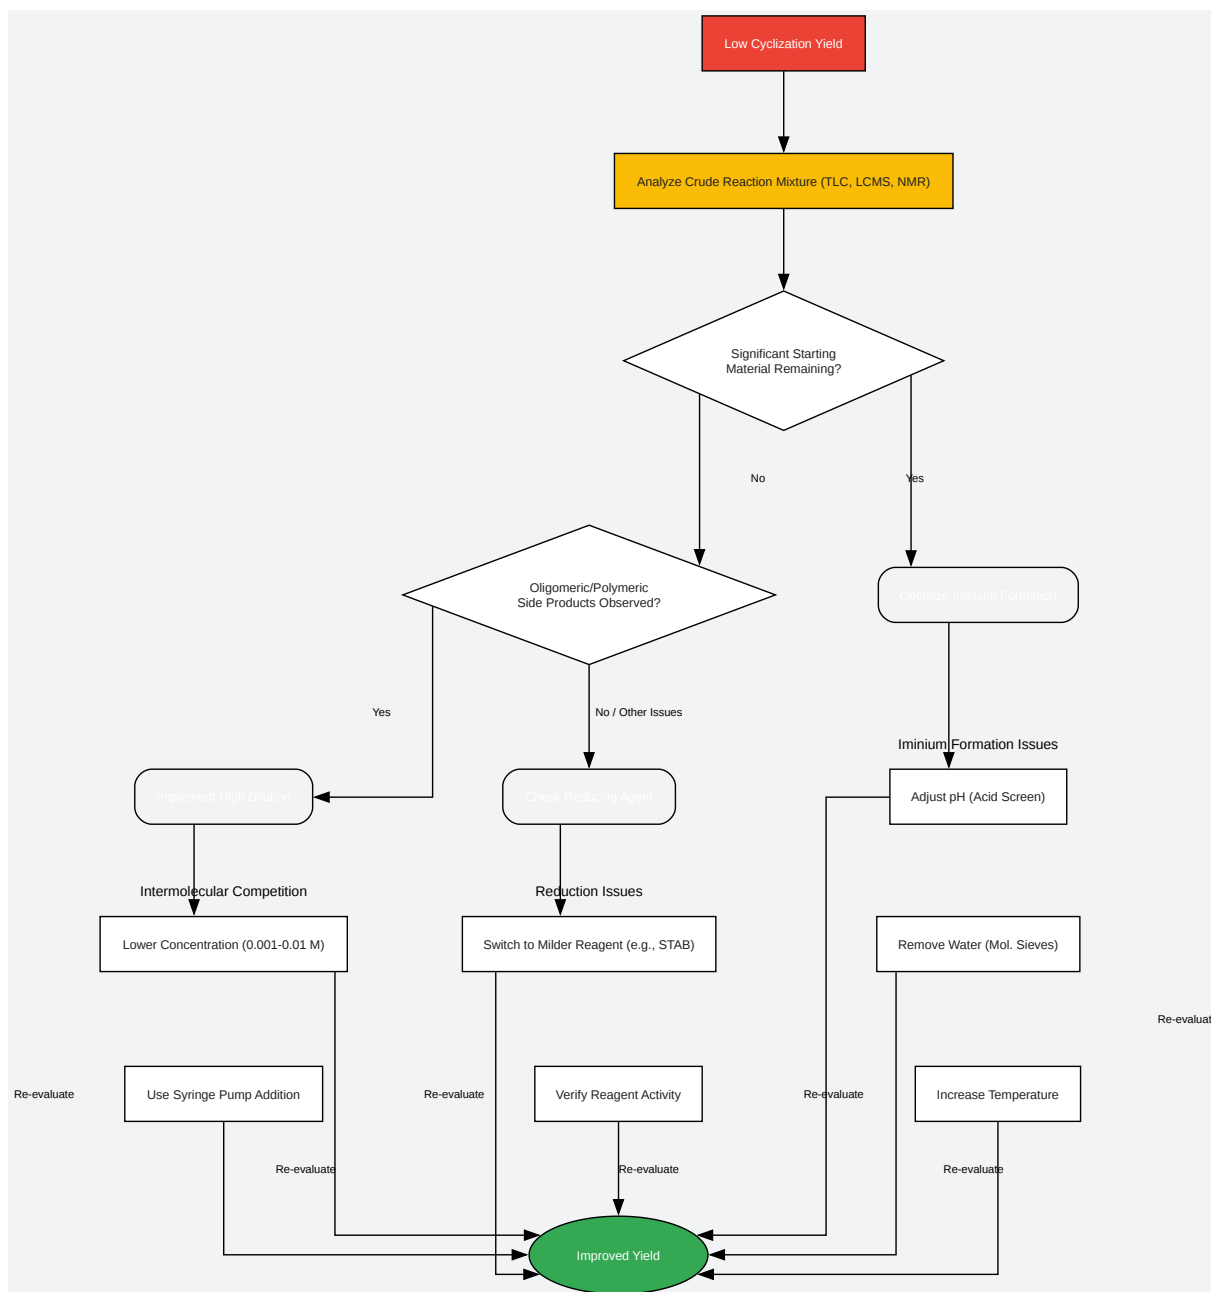 Low Cyclization Yield
Analyze Crude Reaction Mixture (TLC, LCMS, NMR)
Significant Starting
Material Remaining?
No
Yes
Oligomeric/Polymeric
Side Products Observed?
Optimize Iminium Formation
Yes
No / Other Issues
Iminium Formation Issues
Implement High Dilution
Check Reducing Agent
Adjust pH (Acid Screen)
Intermolecular Competition
Reduction Issues
Lower Concentration (0.001-0.01 M)
Switch to Milder Reagent (e.g., STAB)
Remove Water (Mol. Sieves)
Re-evaluat
Re-evaluate
Use Syringe Pump Addition
Re-evaluate
Verify Reagent Activity
Re-evaluate
Increase Temperature
Re-evaluate
Re-evaluate
Re-evaluate
Improved Yield